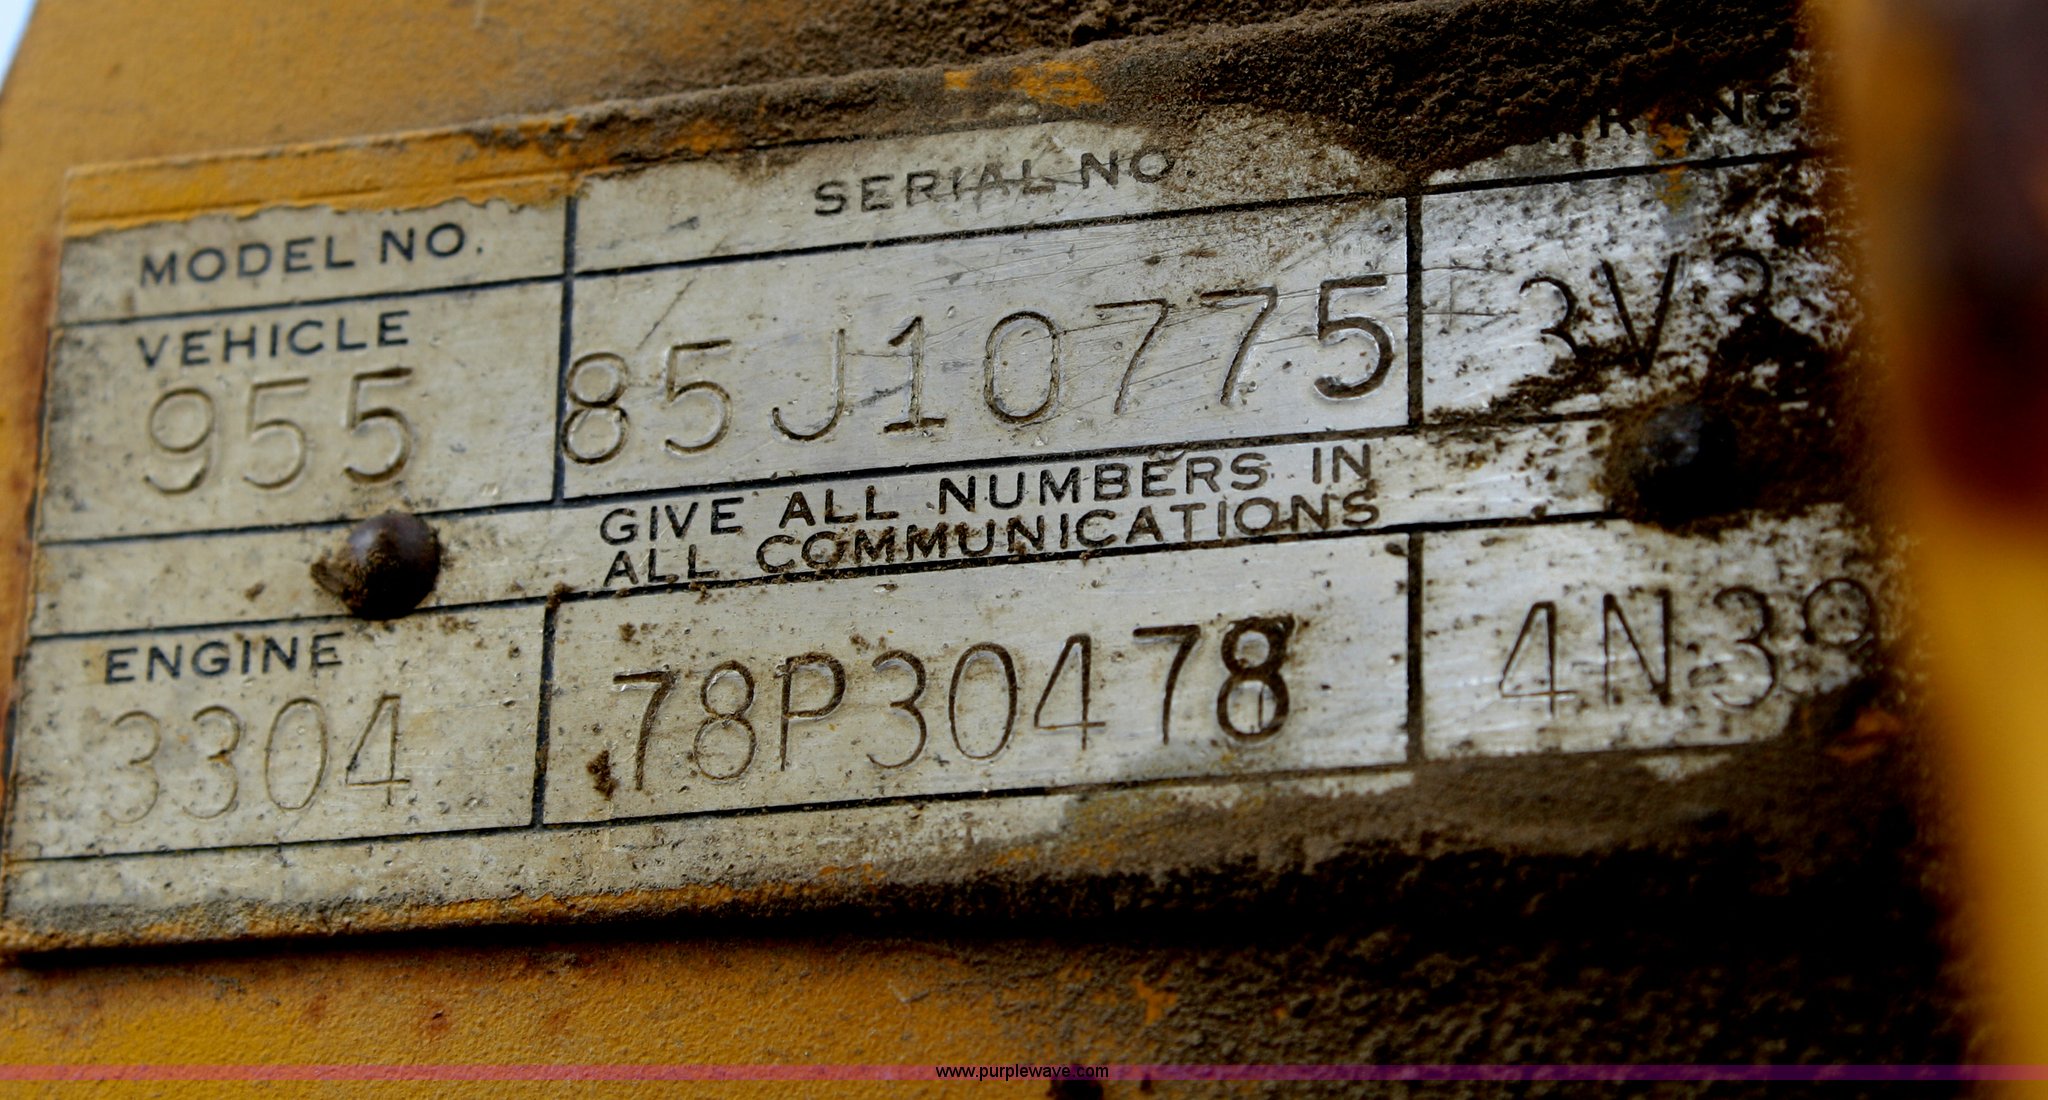 MODEL NO. SERIAL NO.
VEHICLE
955 85J10775 3V3
GIVE ALL NUMBERS IN
ALL COMMUNICATIONS
ENGINE
3304 78P30478 4N39
www.purplewave.com